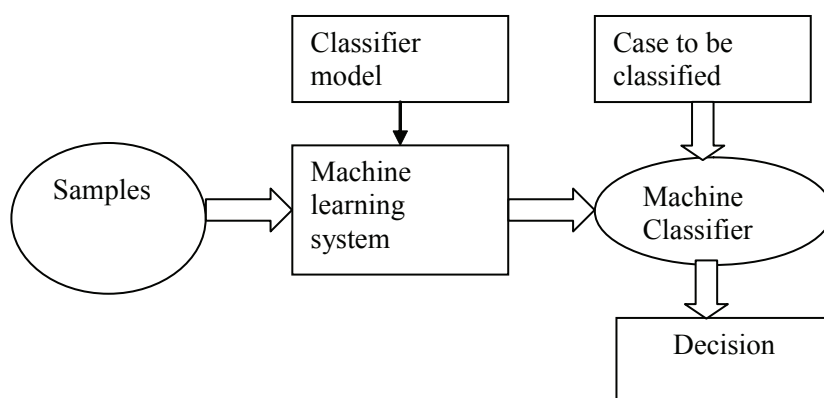 Classifier
model
Case to be
classified
Samples
Machine
learning
system
Machine
Classifier
Decision